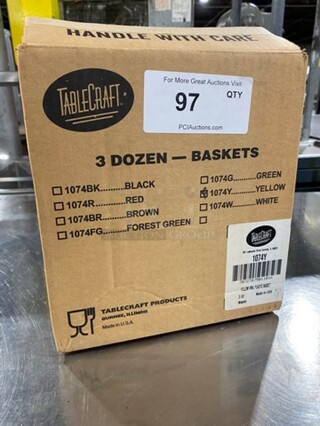 HANDLE WITH CARE
TABLECRAFT
For More Great Auctions Visit
97 QTY
PCIAuctions.com
3 DOZEN — BASKETS
1074BK..........BLACK
1074R..........RED
1074BR..........BROWN
1074FG....FOREST GREEN
1074G..........GREEN
1074Y..........YELLOW
1074W..........WHITE
TABLECRAFT PRODUCTS
GURNEE, ILLINOIS
Made in U.S.A.
TABLECRAFT
1074Y